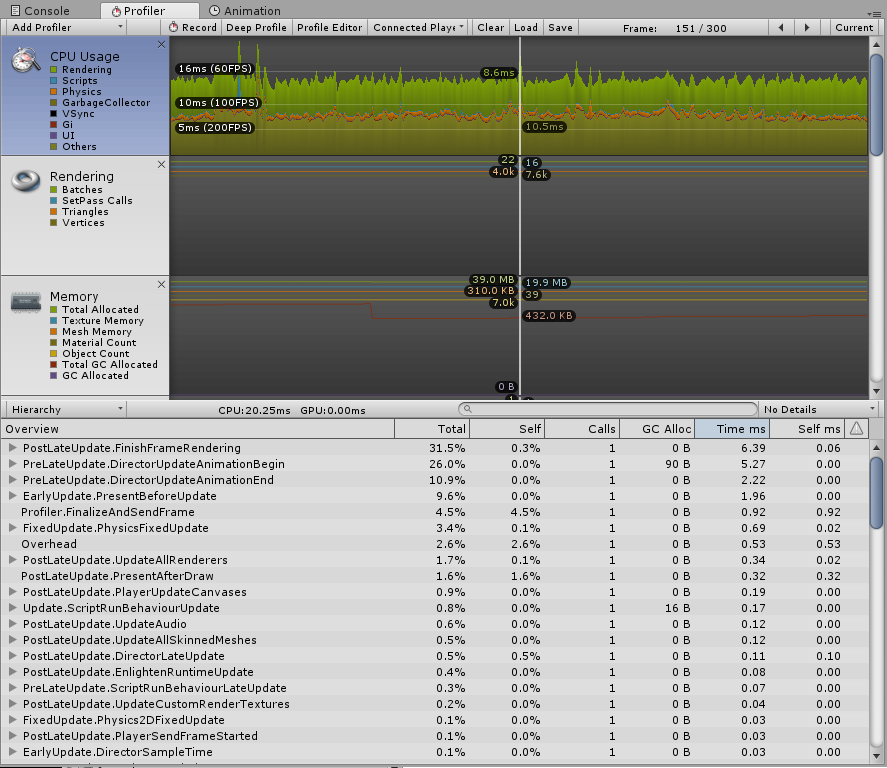 Console Profiler Animation
Add Profiler Record Deep Profile Profile Editor Connected Playe Clear Load Save Frame: 151 / 300 Current
CPU Usage
Rendering
Scripts
Physics
GarbageCollector
VSync
Gi
UI
Others
16ms (60FPS)
10ms (100FPS)
5ms (200FPS)
8.6ms
10.5ms
Rendering
Batches
SetPass Calls
Triangles
Vertices
22 16
4.0k 7.6k
Memory
Total Allocated
Texture Memory
Mesh Memory
Material Count
Object Count
Total GC Allocated
GC Allocated
39.0 MB 19.9 MB
310.0 KB 39
7.0k
432.0 KB
0 B
Hierarchy CPU:20.25ms GPU:0.00ms No Details
Overview Total Self Calls GC Alloc Time ms Self ms
PostLateUpdate.FinishFrameRendering 31.5% 0.3% 1 0 B 6.39 0.06
PreLateUpdate.DirectorUpdateAnimationBegin 26.0% 0.0% 1 90 B 5.27 0.00
PreLateUpdate.DirectorUpdateAnimationEnd 10.9% 0.0% 1 0 B 2.22 0.00
EarlyUpdate.PresentBeforeUpdate 9.6% 0.0% 1 0 B 1.96 0.00
Profiler.FinalizeAndSendFrame 4.5% 4.5% 1 0 B 0.92 0.92
FixedUpdate.PhysicsFixedUpdate 3.4% 0.1% 1 0 B 0.69 0.02
Overhead 2.6% 2.6% 1 0 B 0.53 0.53
PostLateUpdate.UpdateAllRenderers 1.7% 0.1% 1 0 B 0.34 0.02
PostLateUpdate.PresentAfterDraw 1.6% 1.6% 1 0 B 0.32 0.32
PostLateUpdate.PlayerUpdateCanvases 0.9% 0.0% 1 0 B 0.19 0.00
Update.ScriptRunBehaviourUpdate 0.8% 0.0% 1 16 B 0.17 0.00
PostLateUpdate.UpdateAudio 0.6% 0.0% 1 0 B 0.12 0.00
PostLateUpdate.UpdateAllSkinnedMeshes 0.5% 0.0% 1 0 B 0.12 0.00
PostLateUpdate.DirectorLateUpdate 0.5% 0.5% 1 0 B 0.11 0.10
PostLateUpdate.EnlightenRuntimeUpdate 0.4% 0.0% 1 0 B 0.08 0.00
PreLateUpdate.ScriptRunBehaviourLateUpdate 0.3% 0.0% 1 0 B 0.07 0.00
PostLateUpdate.UpdateCustomRenderTextures 0.2% 0.0% 1 0 B 0.04 0.00
FixedUpdate.Physics2DFixedUpdate 0.1% 0.0% 1 0 B 0.03 0.00
PostLateUpdate.PlayerSendFrameStarted 0.1% 0.0% 1 0 B 0.03 0.00
EarlyUpdate.DirectorSampleTime 0.1% 0.0% 1 0 B 0.03 0.00